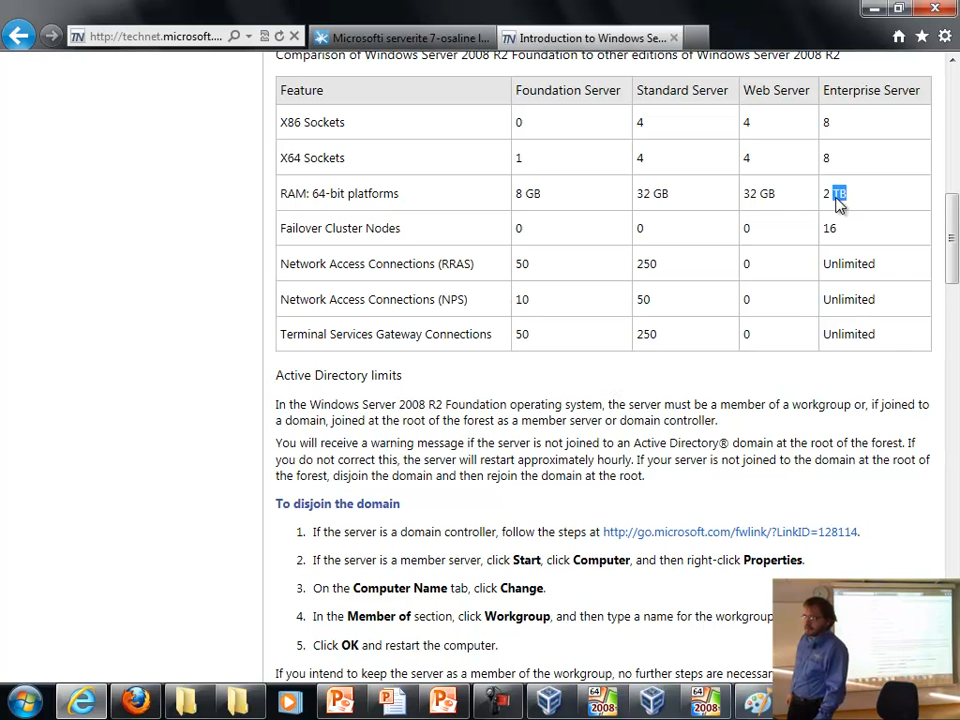 http://technet.microsoft....
Microsofti serverite 7-osaline l...
Introduction to Windows Se...
Comparison of Windows Server 2008 R2 Foundation to other editions of Windows Server 2008 R2
Feature Foundation Server Standard Server Web Server Enterprise Server
X86 Sockets 0 4 4 8
X64 Sockets 1 4 4 8
RAM: 64-bit platforms 8 GB 32 GB 32 GB 2 TB
Failover Cluster Nodes 0 0 0 16
Network Access Connections (RRAS) 50 250 0 Unlimited
Network Access Connections (NPS) 10 50 0 Unlimited
Terminal Services Gateway Connections 50 250 0 Unlimited
Active Directory limits
In the Windows Server 2008 R2 Foundation operating system, the server must be a member of a workgroup or, if joined to
a domain, joined at the root of the forest as a member server or domain controller.
You will receive a warning message if the server is not joined to an Active Directory® domain at the root of the forest. If
you do not correct this, the server will restart approximately hourly. If your server is not joined to the domain at the root of
the forest, disjoin the domain and then rejoin the domain at the root.
To disjoin the domain
1. If the server is a domain controller, follow the steps at http://go.microsoft.com/fwlink/?LinkID=128114.
2. If the server is a member server, click Start, click Computer, and then right-click Properties.
3. On the Computer Name tab, click Change.
4. In the Member of section, click Workgroup, and then type a name for the workgroup
5. Click OK and restart the computer.
If you intend to keep the server as a member of the workgroup, no further steps are necessar
64
2008
64
2008